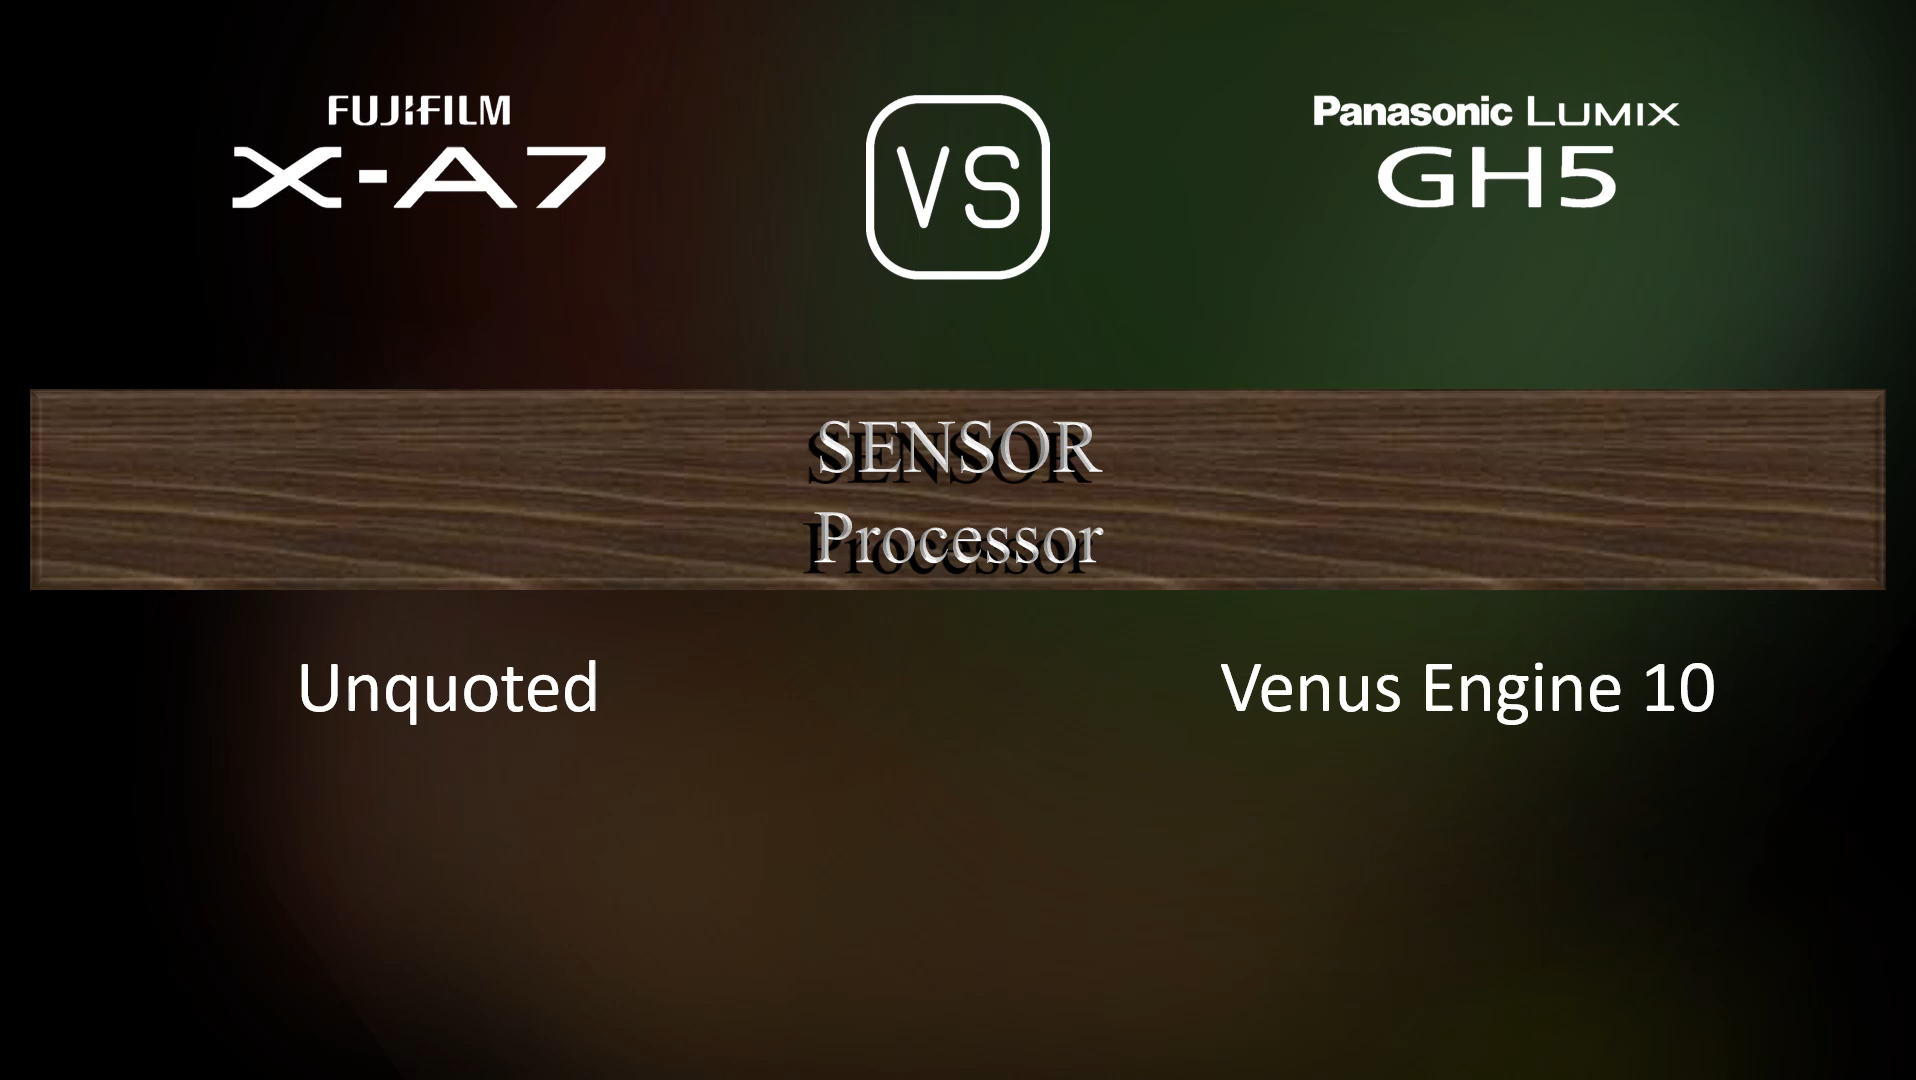 FUJIFILM
X-A7
VS
Panasonic LUMIX
GH5
SENSOR
Processor
Unquoted
Venus Engine 10